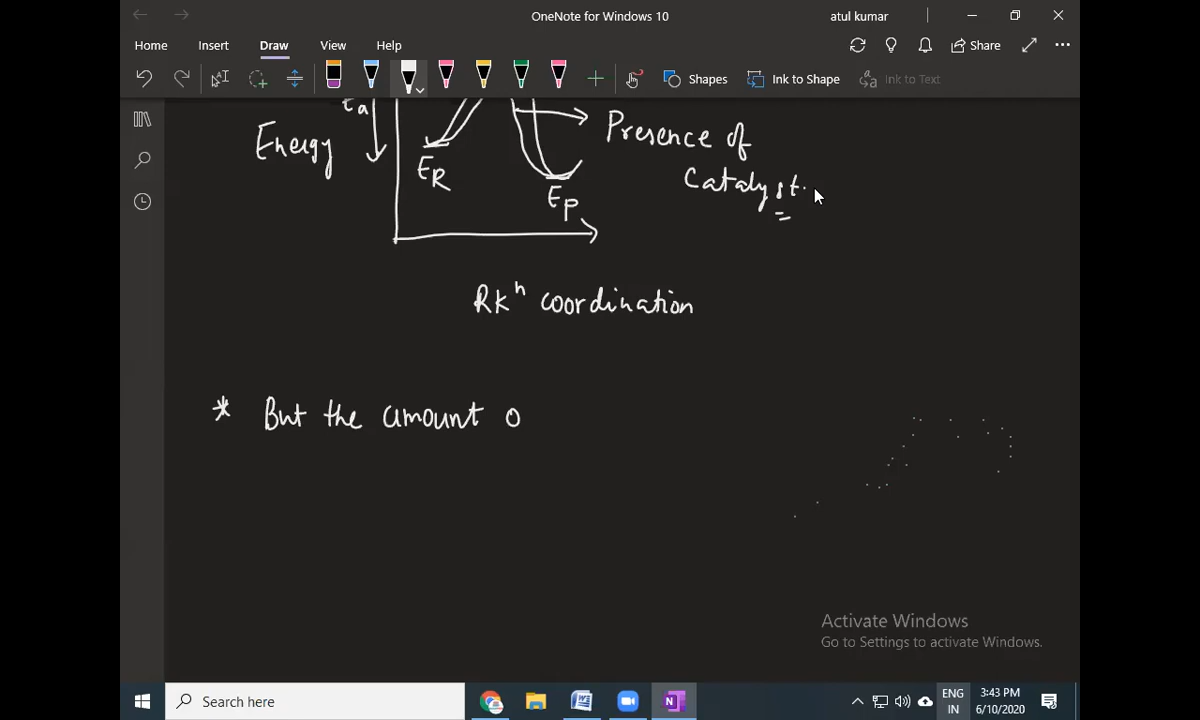 OneNote for Windows 10
atul kumar
Home Insert Draw View Help
Share
Shapes
Ink to Shape
Ink to Text
Ea
Energy
ER
EP
Presence of
Catalyst.
Rxn coordination
* But the amount o
Activate Windows
Go to Settings to activate Windows.
Search here
ENG
IN
3:43 PM
6/10/2020